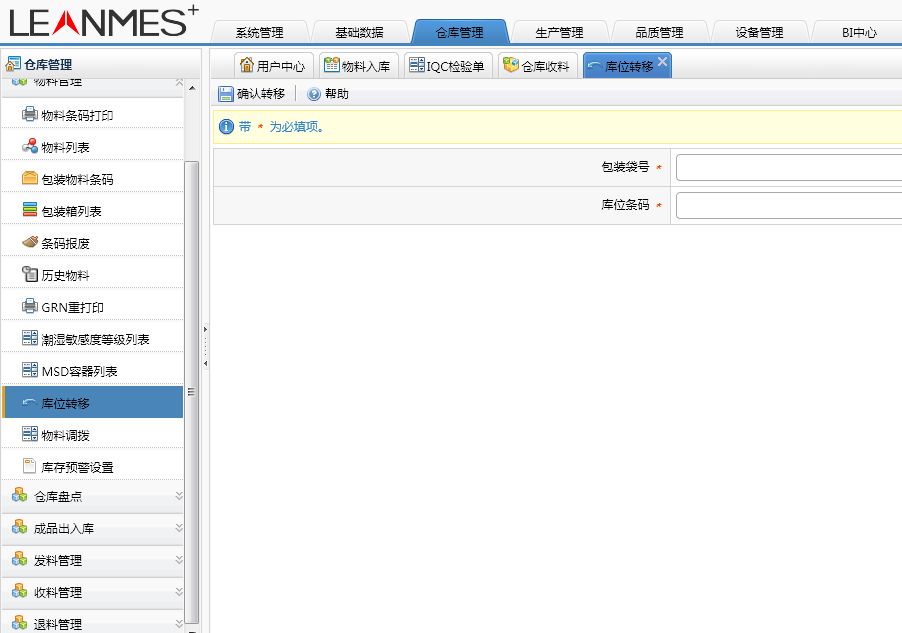 LEANMES+
系统管理 基础数据 仓库管理 生产管理 品质管理 设备管理 BI中心
仓库管理
用户中心 物料入库 IQC检验单 仓库收料 库位转移
物料管理
确认转移 帮助
带 * 为必填项。
包装袋号 *
库位条码 *
物料条码打印
物料列表
包装物料条码
包装箱列表
条码报废
历史物料
GRN重打印
潮湿敏感度等级列表
MSD容器列表
库位转移
物料调拨
库存预警设置
仓库盘点
成品出入库
发料管理
收料管理
退料管理